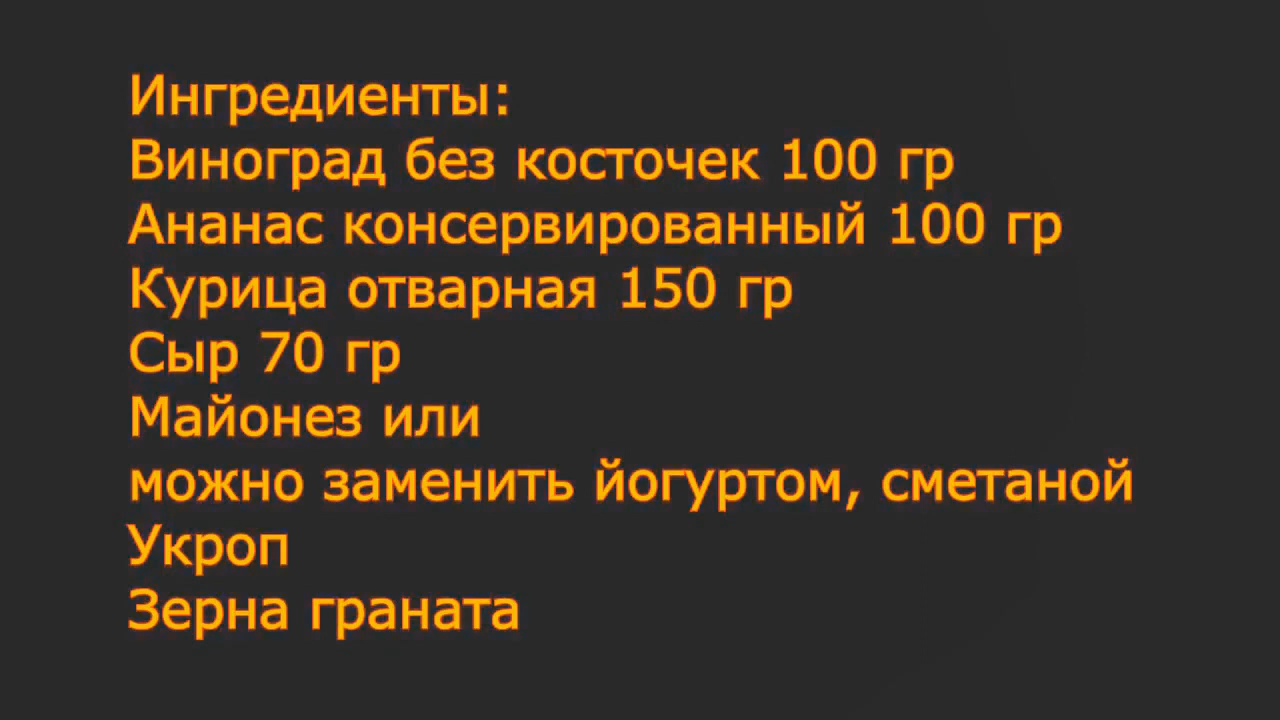 Ингредиенты:
Виноград без косточек 100 гр
Ананас консервированный 100 гр
Курица отварная 150 гр
Сыр 70 гр
Майонез или
можно заменить йогуртом, сметаной
Укроп
Зерна граната